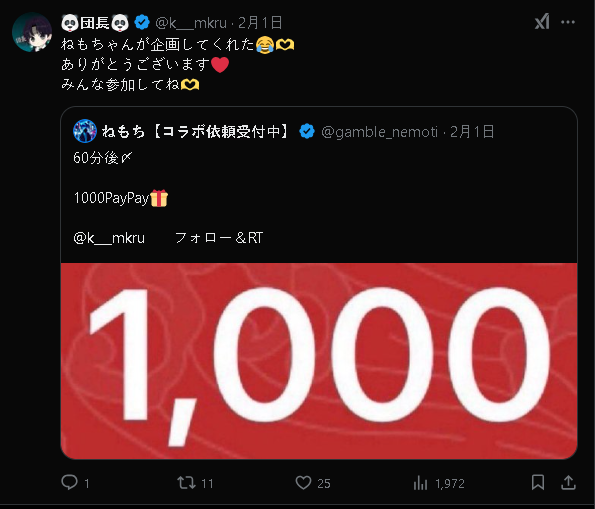 🐼団長🐼 @k___mkru · 2月1日
ねもちゃんが企画してくれた😂🫶
ありがとうございます❤️
みんな参加してね🫶
ねもち【コラボ依頼受付中】 @gamble_nemoti · 2月1日
60分後〆
1000PayPay🎁
@k___mkru フォロー＆RT
1,000
1 11 25 1,972